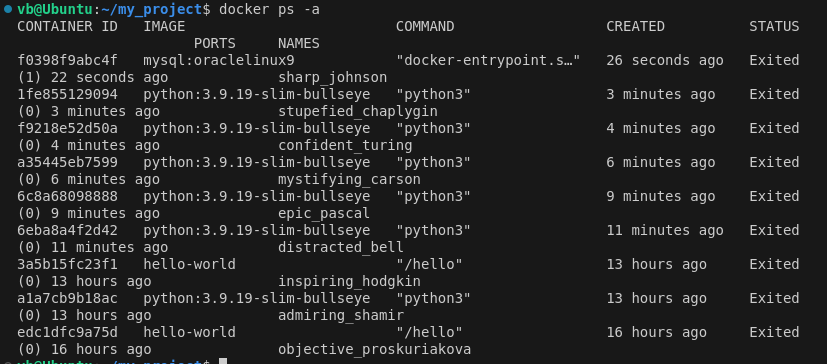 vb@Ubuntu:~/my_project$ docker ps -a
CONTAINER ID   IMAGE                           COMMAND                  CREATED          STATUS
                     PORTS     NAMES
f0398f9abc4f   mysql:oraclelinux9              "docker-entrypoint.s…"   26 seconds ago   Exited
(1) 22 seconds ago             sharp_johnson
1fe855129094   python:3.9.19-slim-bullseye   "python3"                3 minutes ago    Exited
(0) 3 minutes ago              stupefied_chaplygin
f9218e52d50a   python:3.9.19-slim-bullseye   "python3"                4 minutes ago    Exited
(0) 4 minutes ago              confident_turing
a35445eb7599   python:3.9.19-slim-bullseye   "python3"                6 minutes ago    Exited
(0) 6 minutes ago              mystifying_carson
6c8a68098888   python:3.9.19-slim-bullseye   "python3"                9 minutes ago    Exited
(0) 9 minutes ago              epic_pascal
6eba8a4f2d42   python:3.9.19-slim-bullseye   "python3"                11 minutes ago   Exited
(0) 11 minutes ago             distracted_bell
3a5b15fc23f1   hello-world                     "/hello"                 13 hours ago     Exited
(0) 13 hours ago               inspiring_hodgkin
a1a7cb9b18ac   python:3.9.19-slim-bullseye   "python3"                13 hours ago     Exited
(0) 13 hours ago               admiring_shamir
edc1dfc9a75d   hello-world                     "/hello"                 16 hours ago     Exited
(0) 16 hours ago               objective_proskuriakova
vb@Ubuntu:~/my_project$